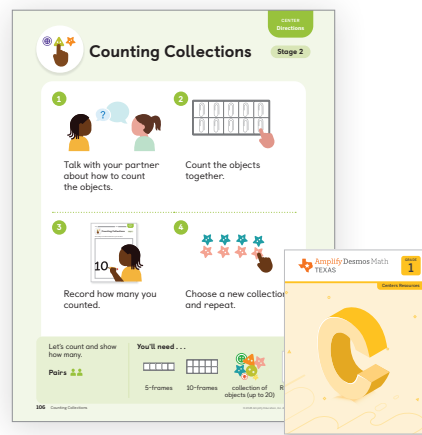 CENTER
Directions
Counting Collections
Stage 2
1
?
Talk with your partner
about how to count
the objects.
2
Count the objects
together.
3
10
Record how many you
counted.
4
Choose a new collection
and repeat.
Let's count and show
how many.
Pairs
You'll need . . .
5-frames
10-frames
collection of
objects (up to 20)
106 Counting Collections
Amplify Desmos Math
TEXAS
GRADE
1
Centers Resources